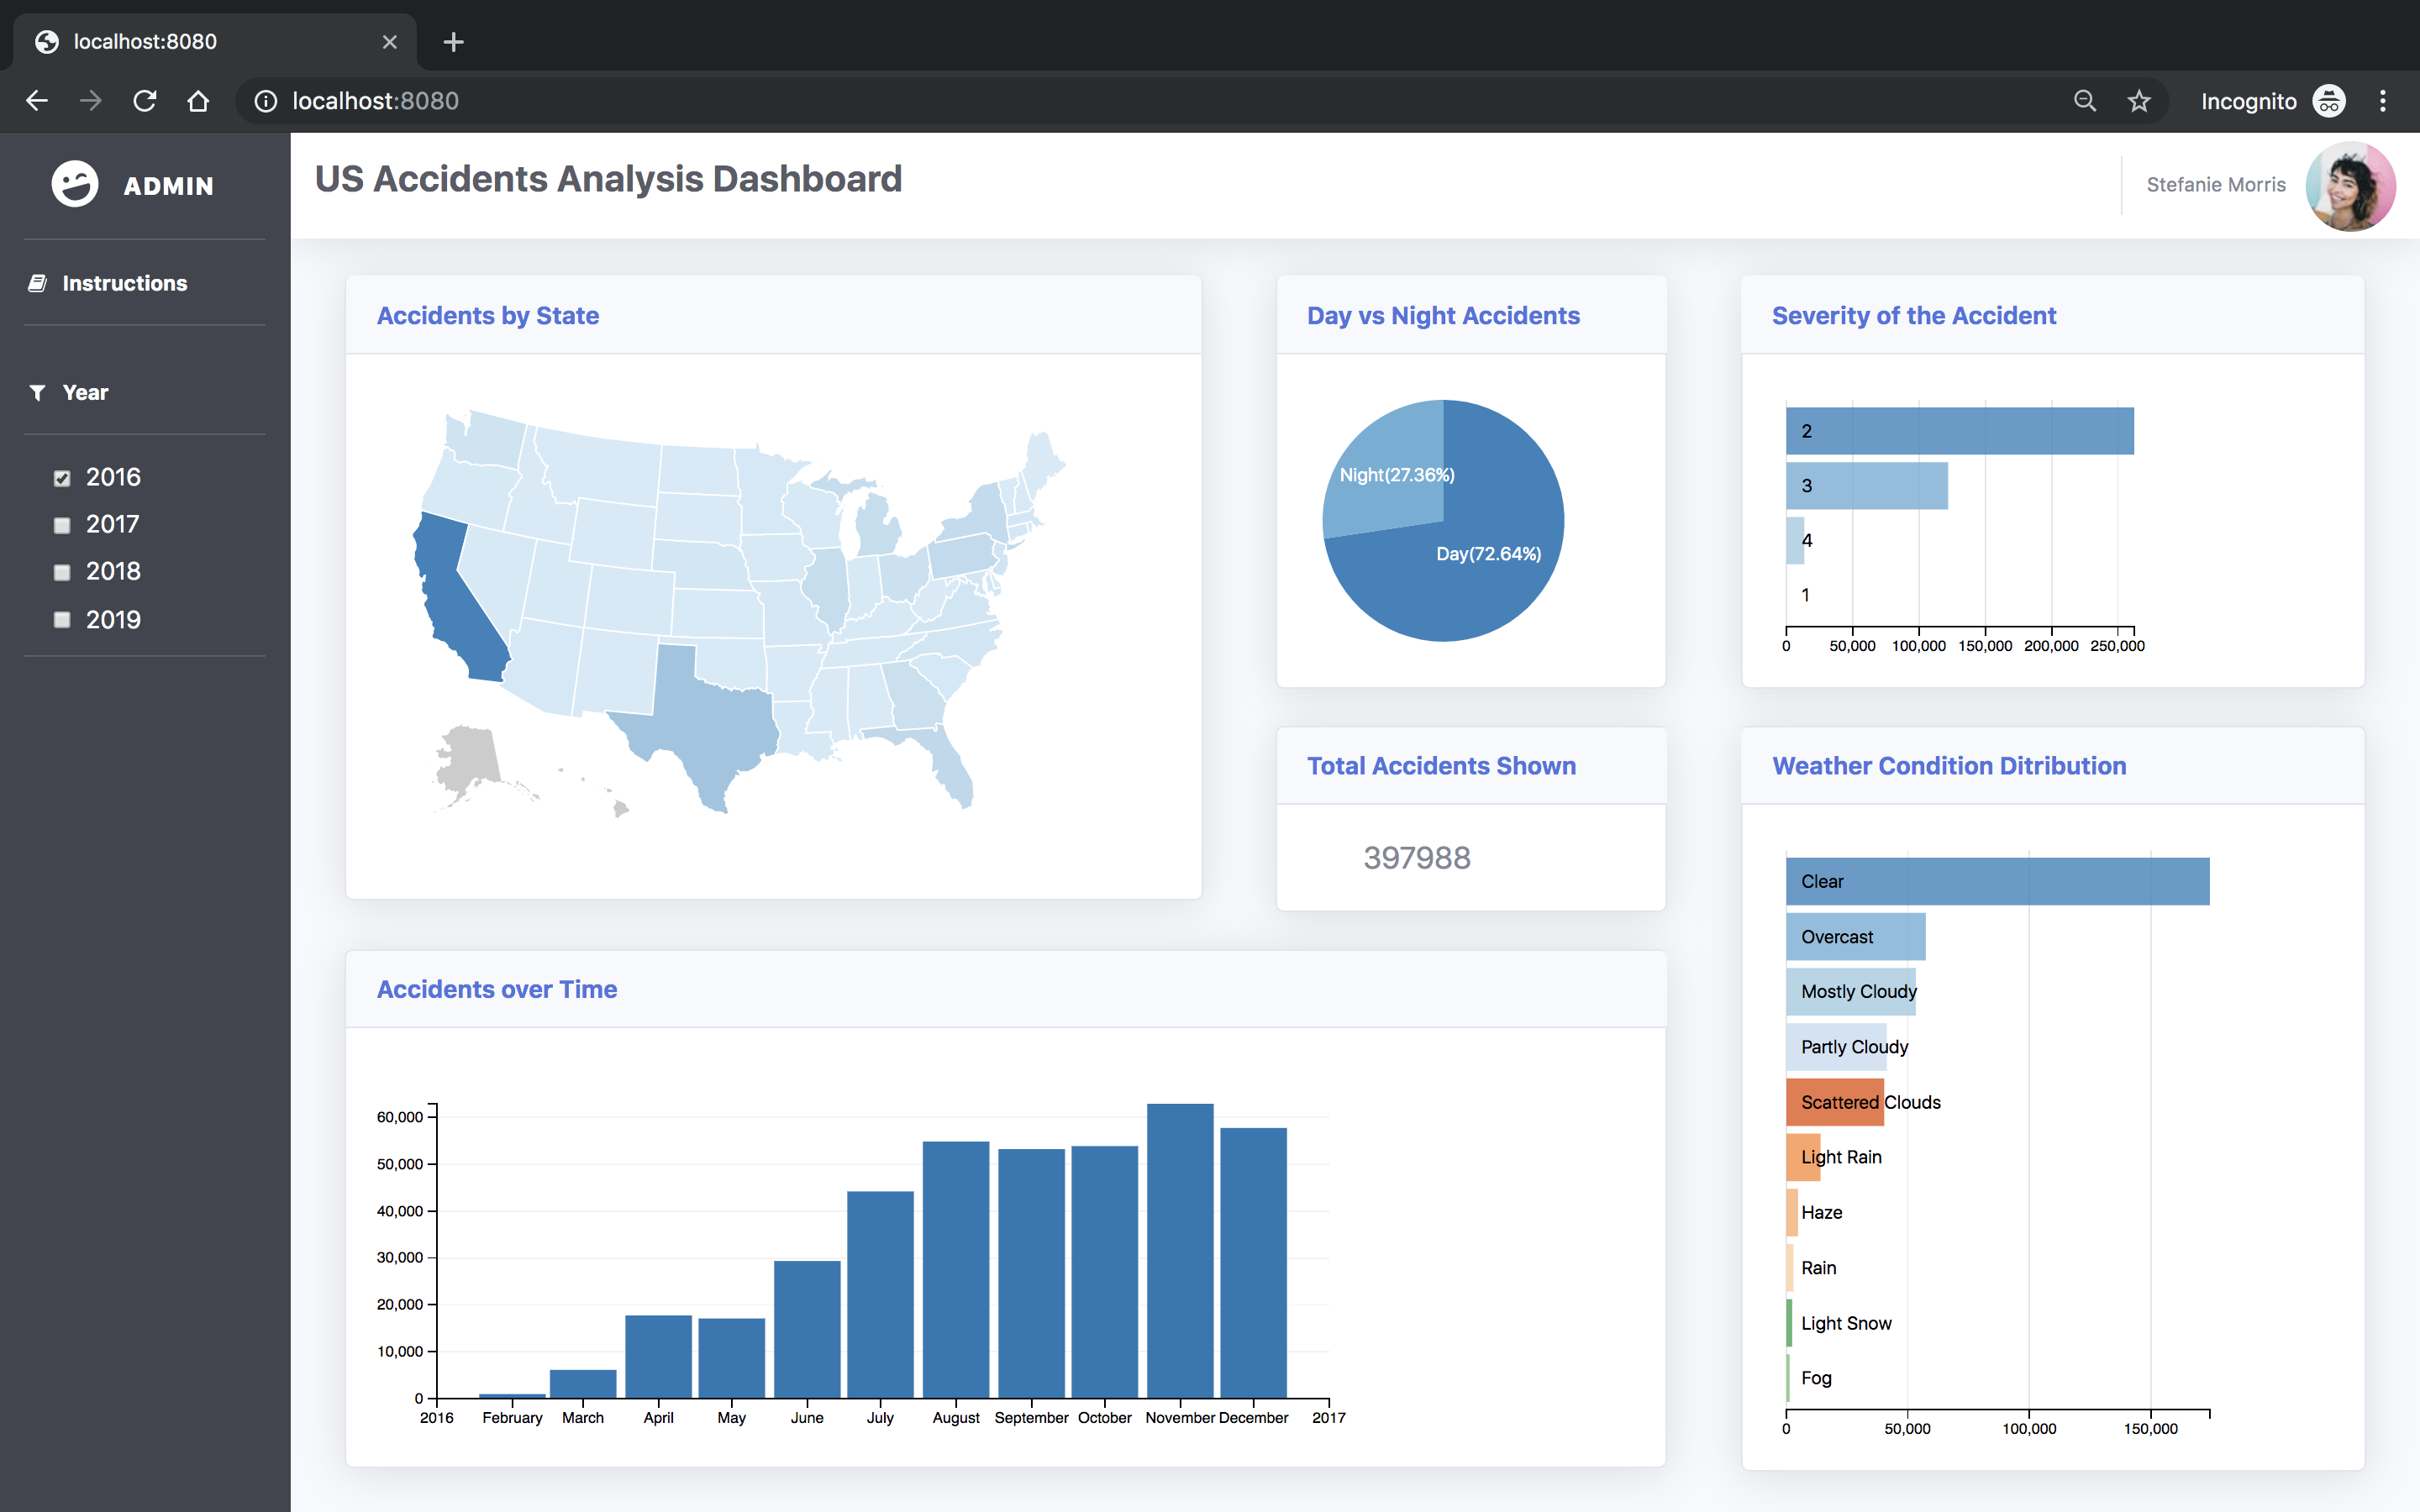 localhost:8080
localhost:8080
Incognito
ADMIN
US Accidents Analysis Dashboard
Stefanie Morris
Instructions
Year
2016
2017
2018
2019
Accidents by State
Day vs Night Accidents
Night(27.36%)
Day(72.64%)
Severity of the Accident
2
3
4
1
0 50,000 100,000 150,000 200,000 250,000
Total Accidents Shown
397988
Weather Condition Ditribution
Clear
Overcast
Mostly Cloudy
Partly Cloudy
Scattered Clouds
Light Rain
Haze
Rain
Light Snow
Fog
0 50,000 100,000 150,000
Accidents over Time
60,000
50,000
40,000
30,000
20,000
10,000
0
2016 February March April May June July August September October November December 2017